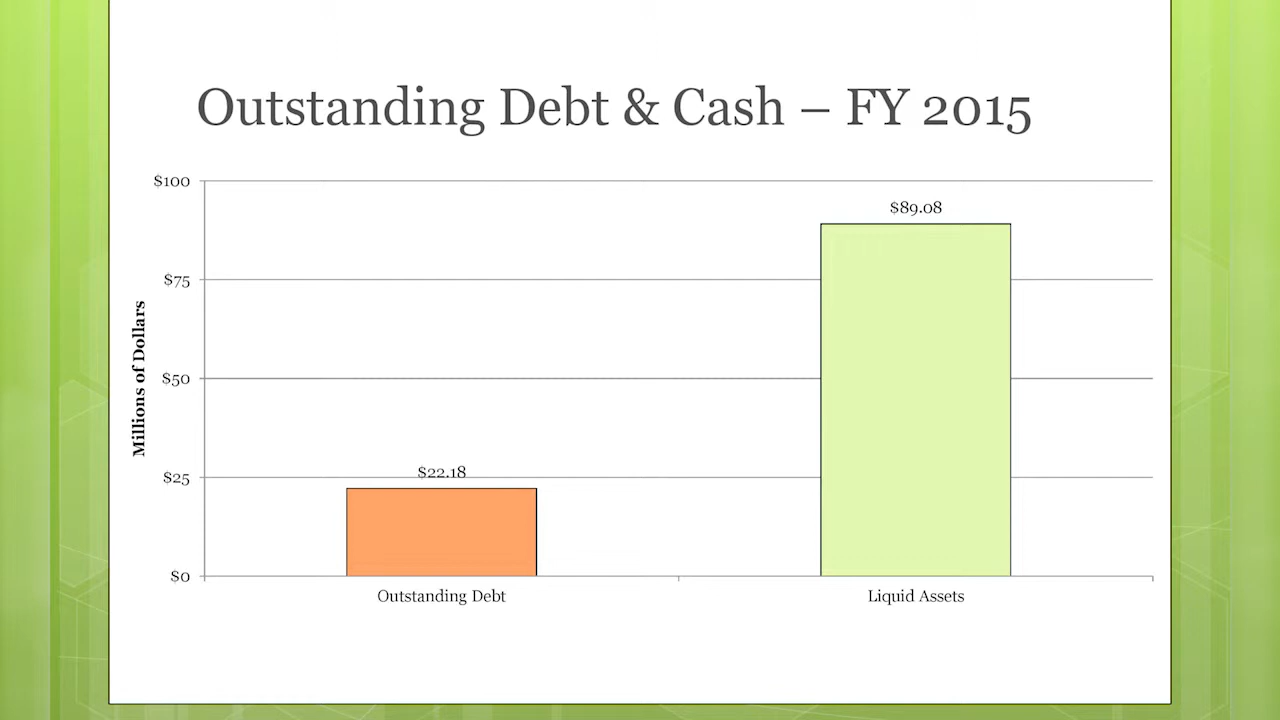 Outstanding Debt & Cash – FY 2015
$100
$89.08
$75
Millions of Dollars
$50
$25
$22.18
$0
Outstanding Debt
Liquid Assets